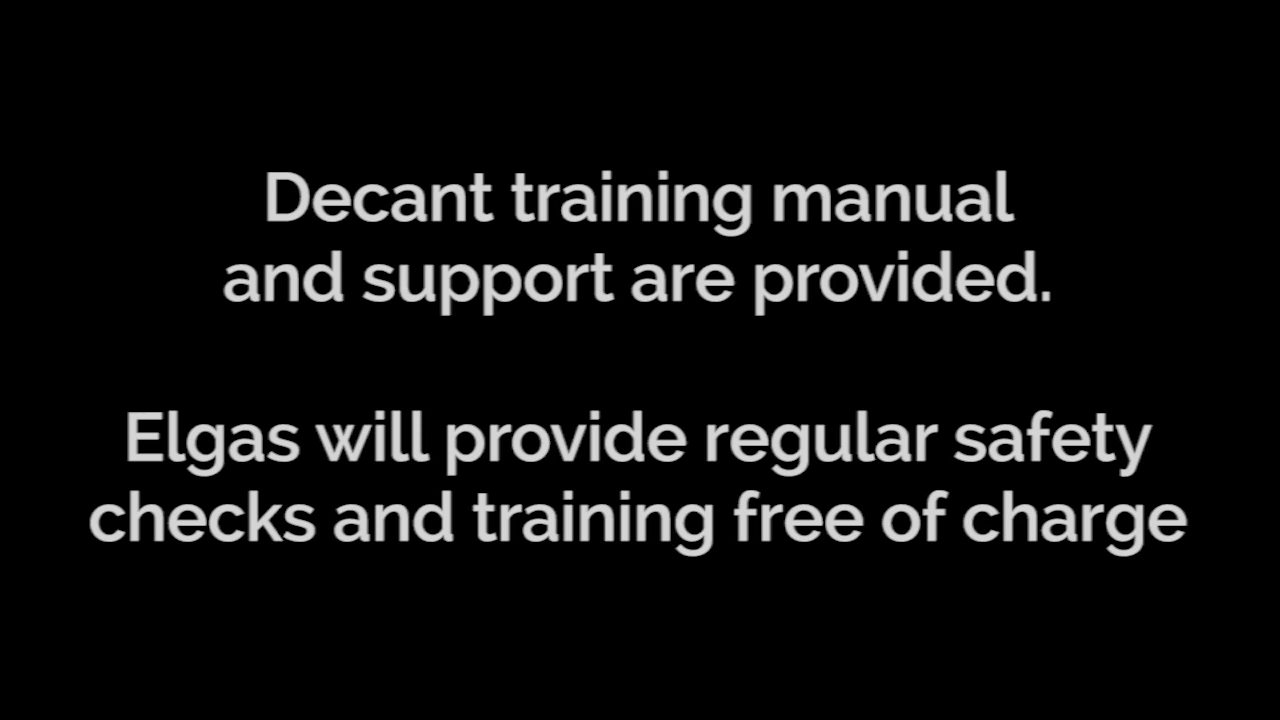 Decant training manual
and support are provided.
Elgas will provide regular safety
checks and training free of charge